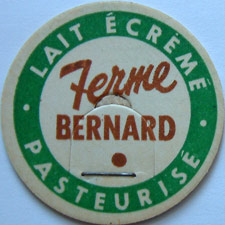 • LAIT ÉCRÉMÉ •
Ferme
BERNARD
PASTEURISÉ